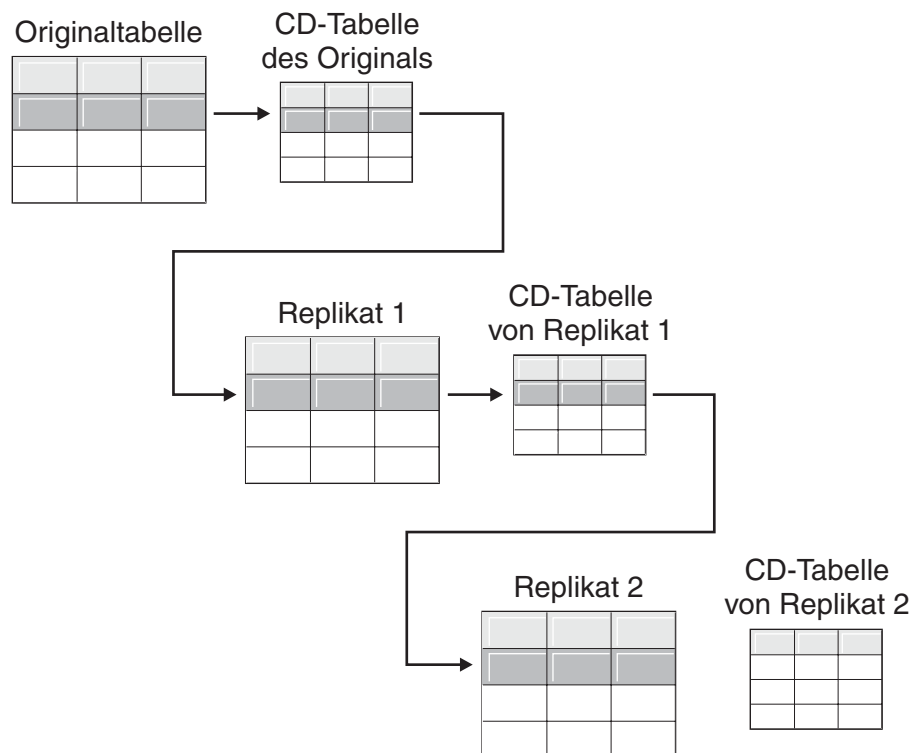 Originaltabelle
CD-Tabelle
des Originals
Replikat 1
CD-Tabelle
von Replikat 1
Replikat 2
CD-Tabelle
von Replikat 2